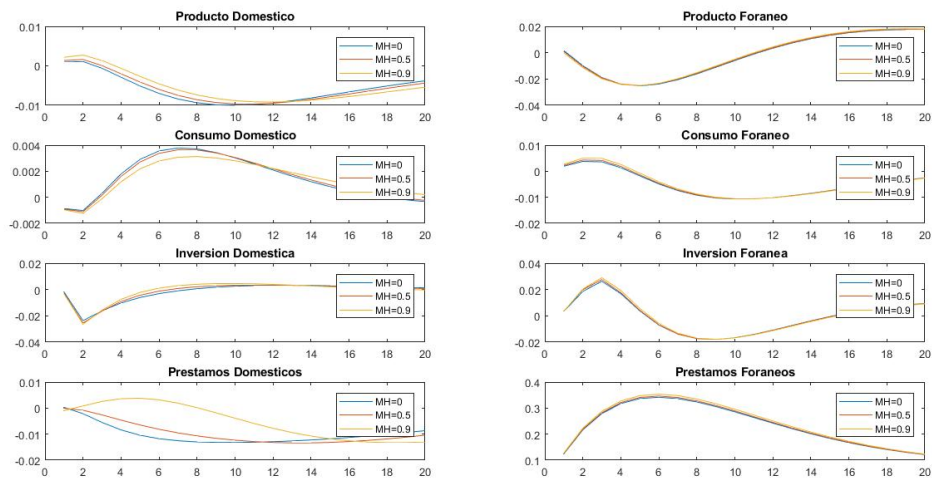 Producto Domestico
0.01
0
-0.01
0 2 4 6 8 10 12 14 16 18 20
MH=0
MH=0.5
MH=0.9
Producto Foraneo
0.02
0
-0.02
-0.04
0 2 4 6 8 10 12 14 16 18 20
MH=0
MH=0.5
MH=0.9
Consumo Domestico
0.004
0.002
0
-0.002
0 2 4 6 8 10 12 14 16 18 20
MH=0
MH=0.5
MH=0.9
Consumo Foraneo
0.01
0
-0.01
-0.02
0 2 4 6 8 10 12 14 16 18 20
MH=0
MH=0.5
MH=0.9
Inversion Domestica
0.02
0
-0.02
-0.04
0 2 4 6 8 10 12 14 16 18 20
MH=0
MH=0.5
MH=0.9
Inversion Foranea
0.04
0.02
0
-0.02
0 2 4 6 8 10 12 14 16 18 20
MH=0
MH=0.5
MH=0.9
Prestamos Domesticos
0.01
0
-0.01
-0.02
0 2 4 6 8 10 12 14 16 18 20
MH=0
MH=0.5
MH=0.9
Prestamos Foraneos
0.4
0.3
0.2
0.1
0 2 4 6 8 10 12 14 16 18 20
MH=0
MH=0.5
MH=0.9